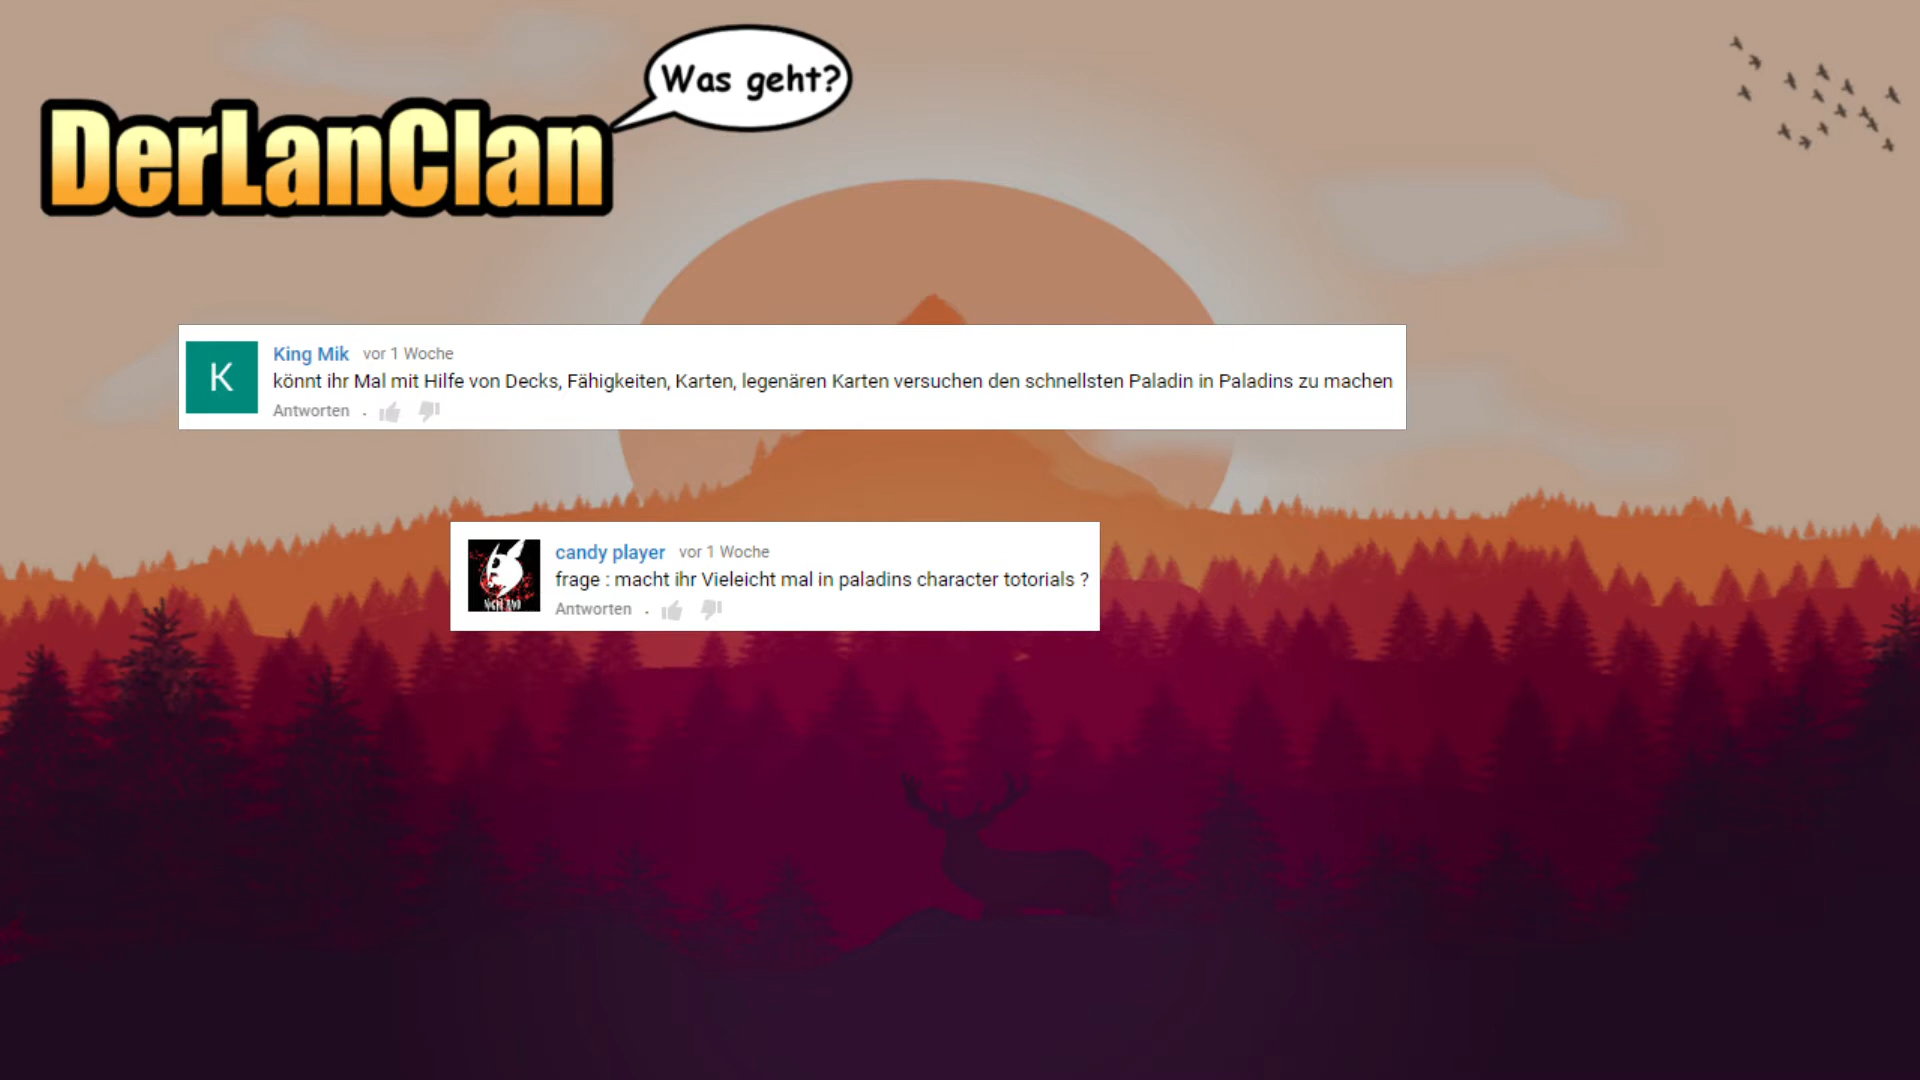 Was geht?
DerLanClan
K
King Mik vor 1 Woche
könnt ihr Mal mit Hilfe von Decks, Fähigkeiten, Karten, legenären Karten versuchen den schnellsten Paladin in Paladins zu machen
Antworten .
candy player vor 1 Woche
frage : macht ihr Vieleicht mal in paladins character totorials ?
Antworten .